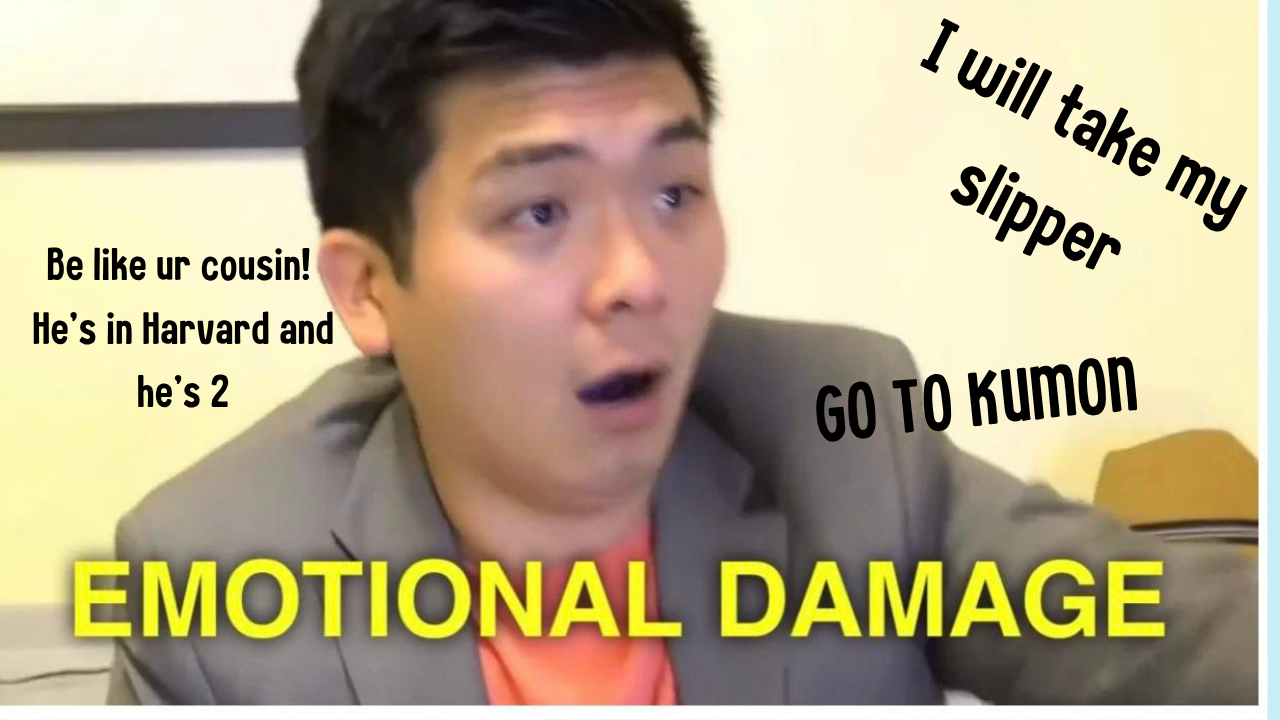 I will take my
slipper
Be like ur cousin!
He's in Harvard and
he's 2
GO TO KUMON
EMOTIONAL DAMAGE